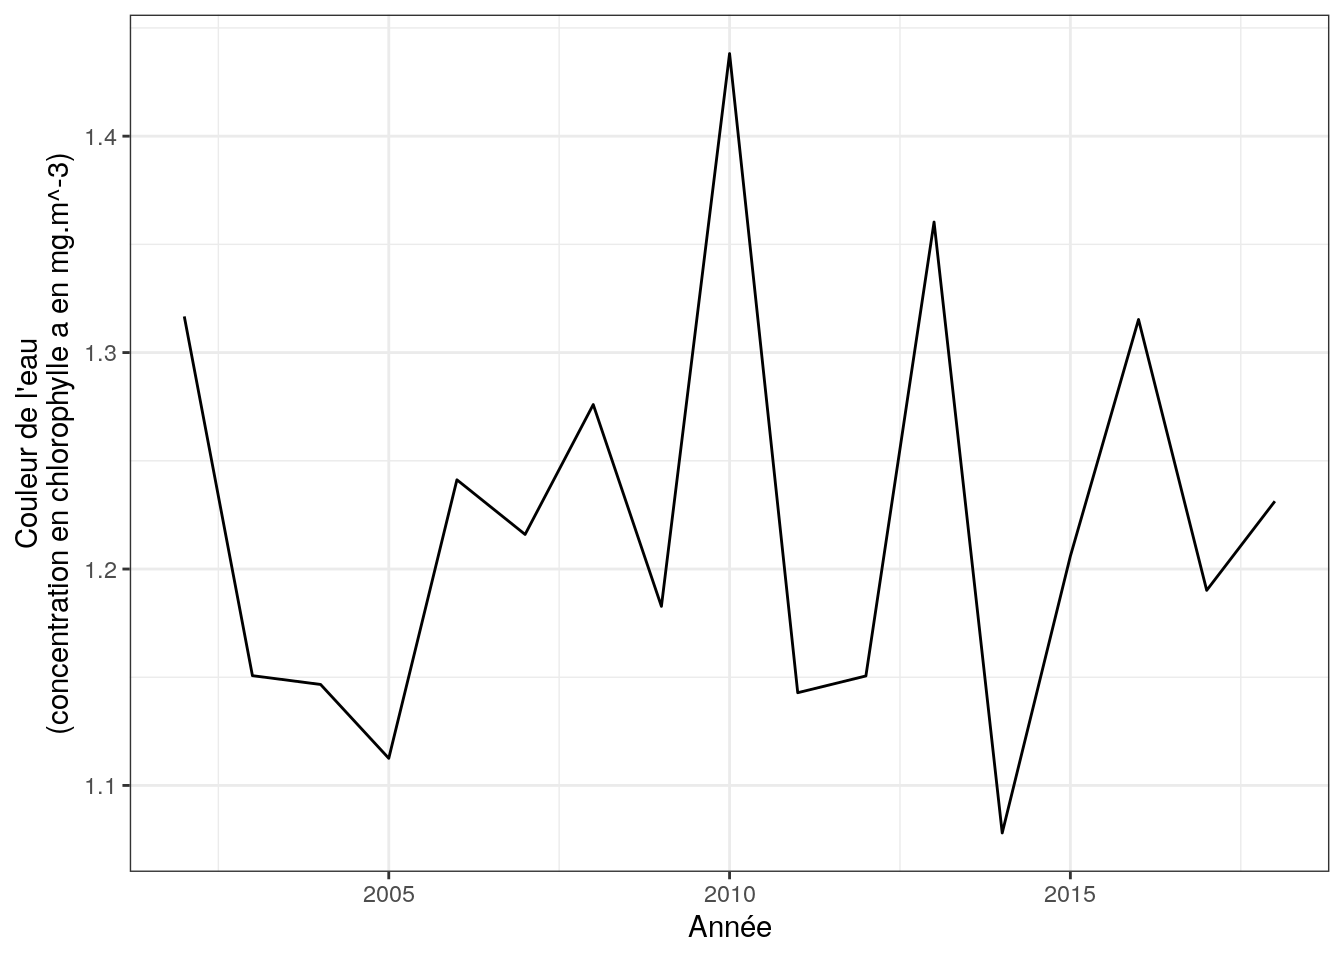 Couleur de l'eau
(concentration en chlorophylle a en mg.m^-3)
1.4
1.3
1.2
1.1
2005
2010
2015
Année